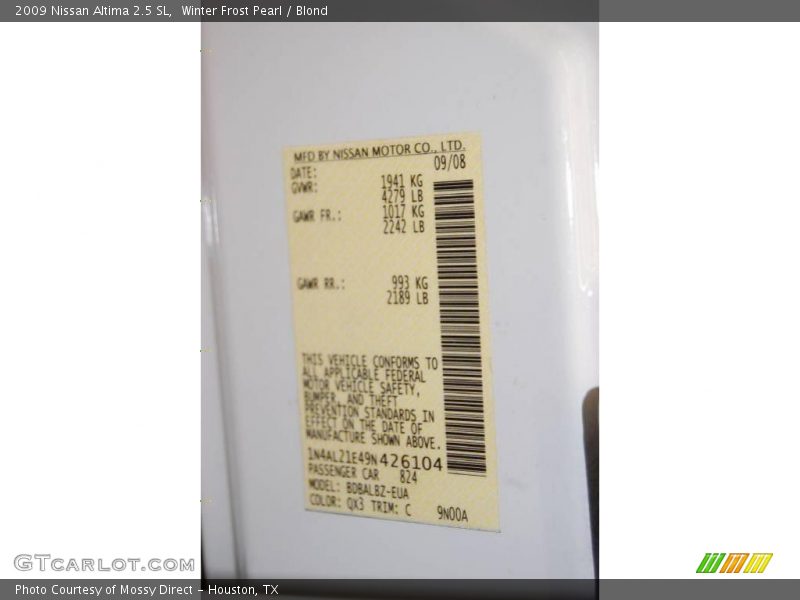 2009 Nissan Altima 2.5 SL,  Winter Frost Pearl / Blond
MFD BY NISSAN MOTOR CO., LTD.
DATE: 09/08
GVWR: 1941 KG
4279 LB
GAWR FR.: 1017 KG
2242 LB
GAWR RR.: 993 KG
2189 LB
THIS VEHICLE CONFORMS TO
ALL APPLICABLE FEDERAL
MOTOR VEHICLE SAFETY,
BUMPER, AND THEFT
PREVENTION STANDARDS IN
EFFECT ON THE DATE OF
MANUFACTURE SHOWN ABOVE.
1N4AL21E49N426104
PASSENGER CAR 824
MODEL: BDBALBZ-EUA
COLOR: QX3 TRIM: C 9N00A
GTCARLOT.COM
Photo Courtesy of Mossy Direct – Houston, TX